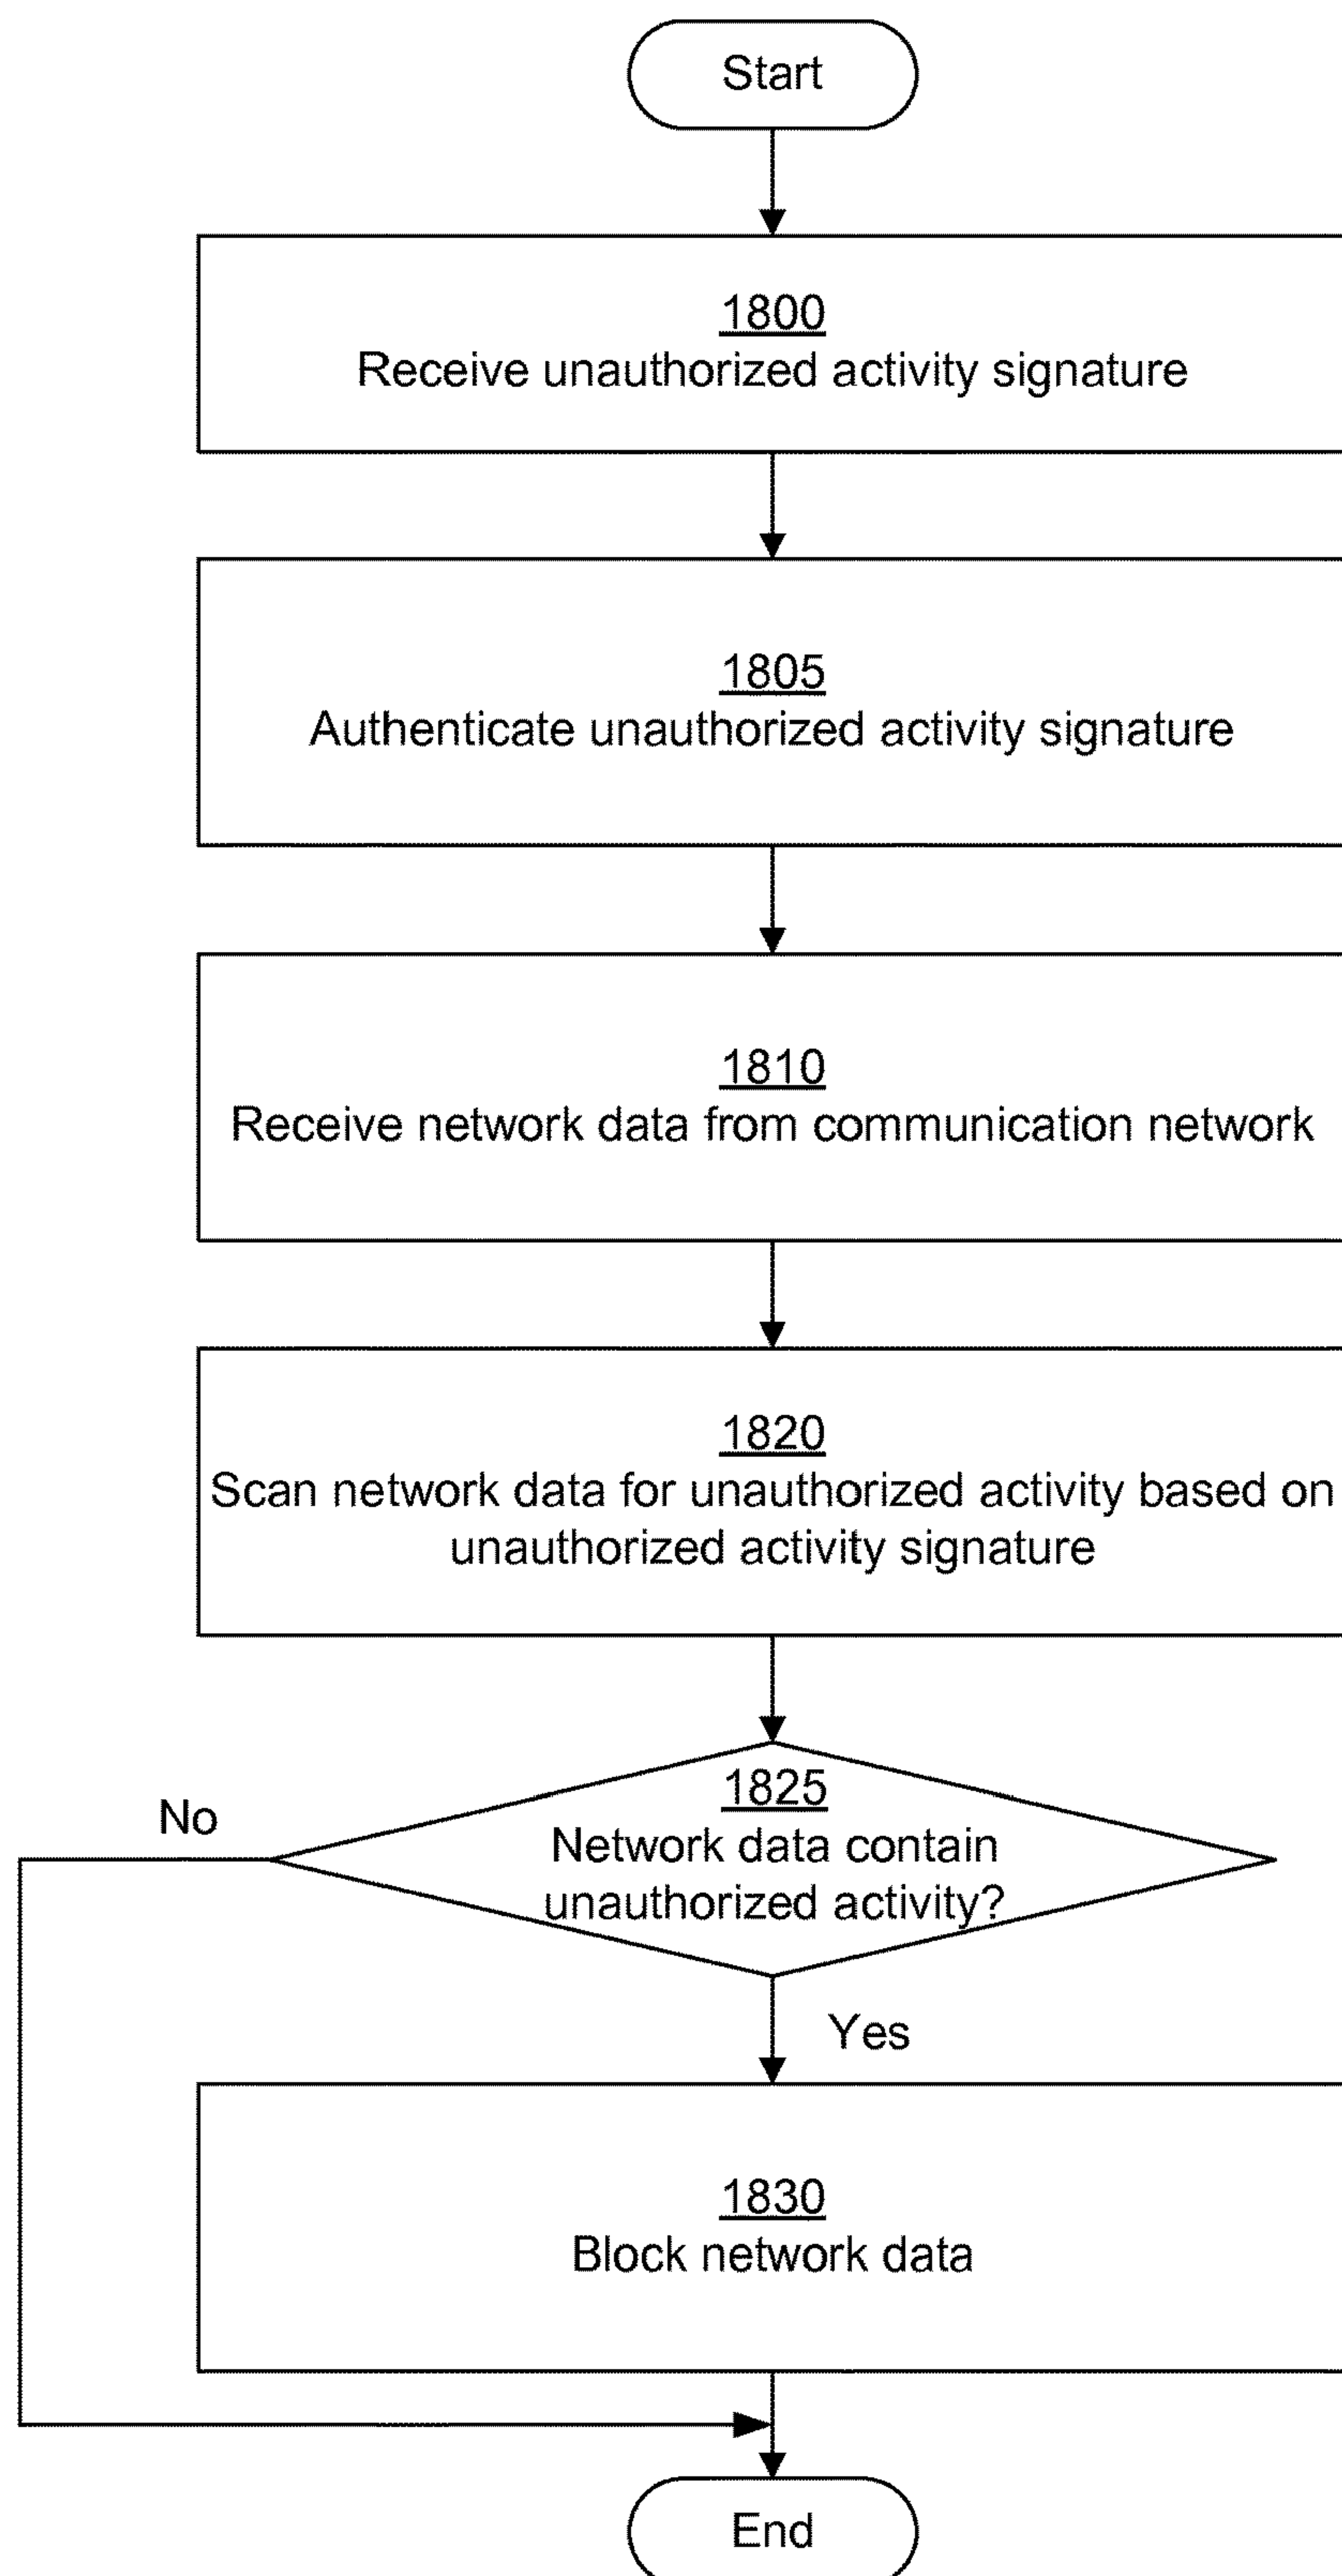 Start
1800
Receive unauthorized activity signature
1805
Authenticate unauthorized activity signature
1810
Receive network data from communication network
1820
Scan network data for unauthorized activity based on
unauthorized activity signature
1825
Network data contain
unauthorized activity?
No
Yes
1830
Block network data
End